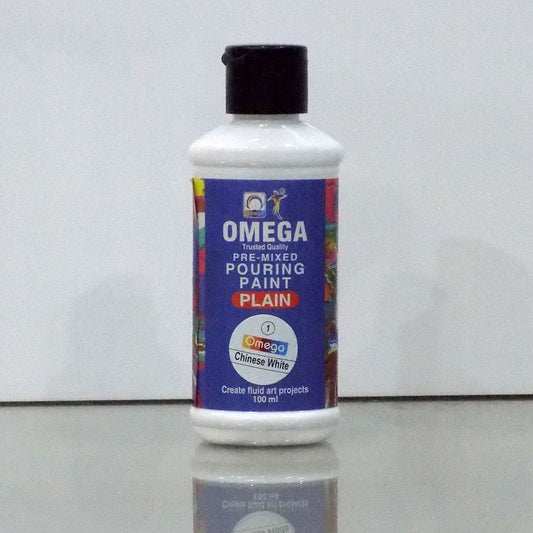 OMEGA
Trusted Quality
PRE-MIXED
POURING
PAINT
PLAIN
1
Omega
Chinese White
Create fluid art projects
100 ml